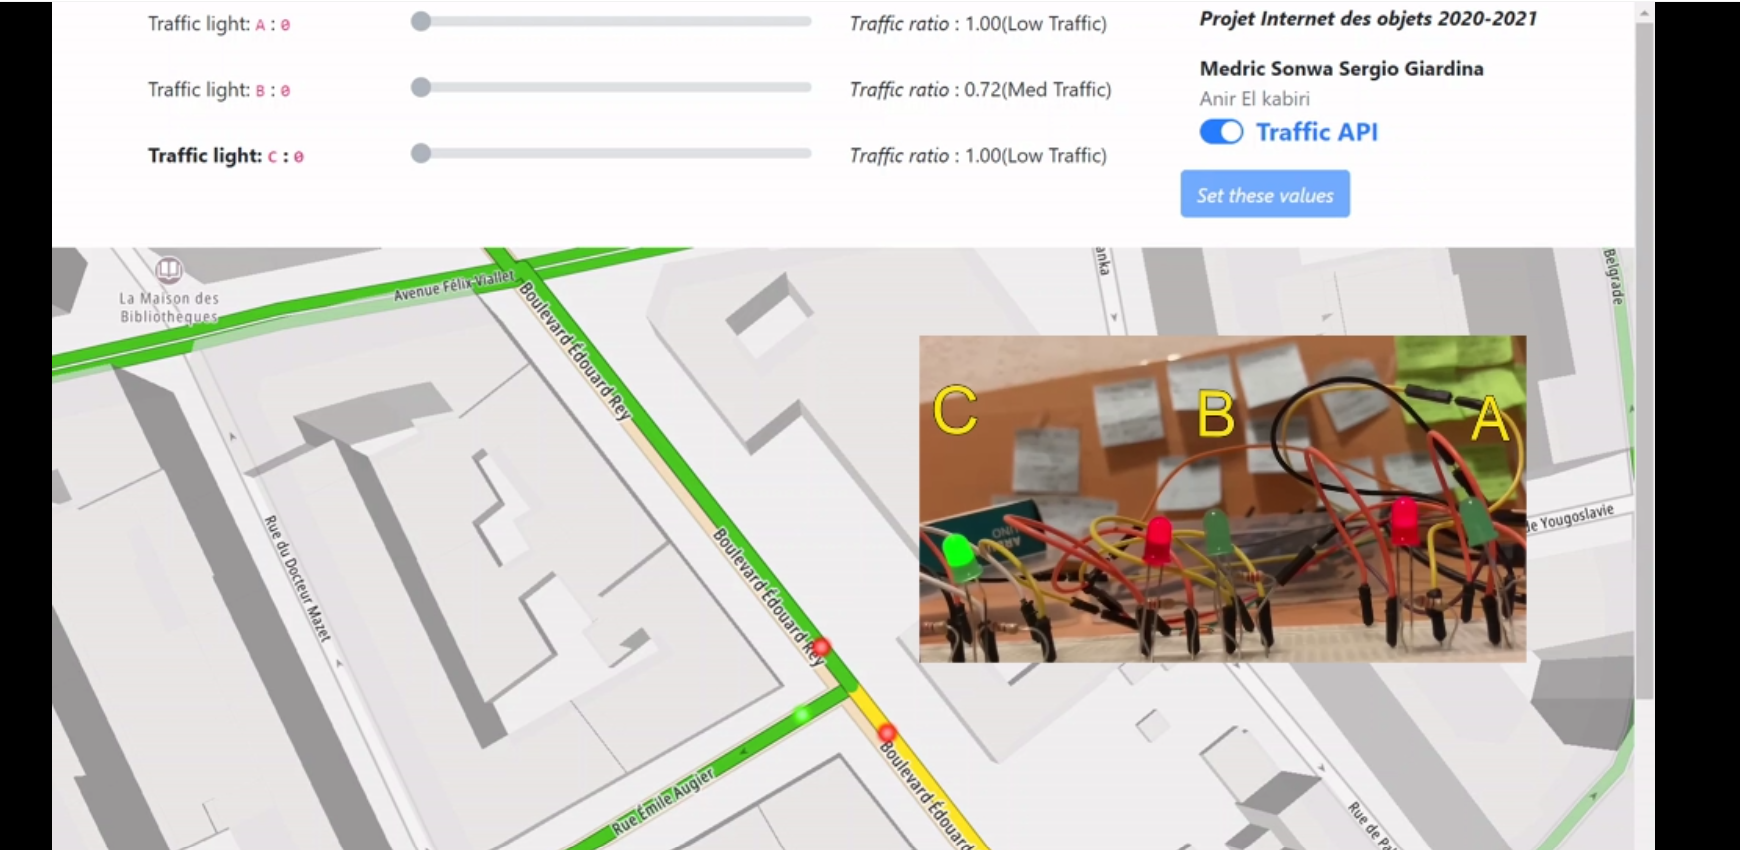 Traffic light: A : 0
Traffic ratio : 1.00(Low Traffic)
Traffic light: B : 0
Traffic ratio : 0.72(Med Traffic)
Traffic light: C : 0
Traffic ratio : 1.00(Low Traffic)
Projet Internet des objets 2020-2021
Medric Sonwa Sergio Giardina
Anir El kabiri
Traffic API
Set these values
La Maison des
Bibliothèques
Avenue Félix Viallet
Boulevard Édouard Rey
Boulevard Édouard Rey
Boulevard Édouard
Rue du Docteur Mazet
Rue Émile Augier
anka
Belgrade
de Yougoslavie
Rue de Pa
C
B
A